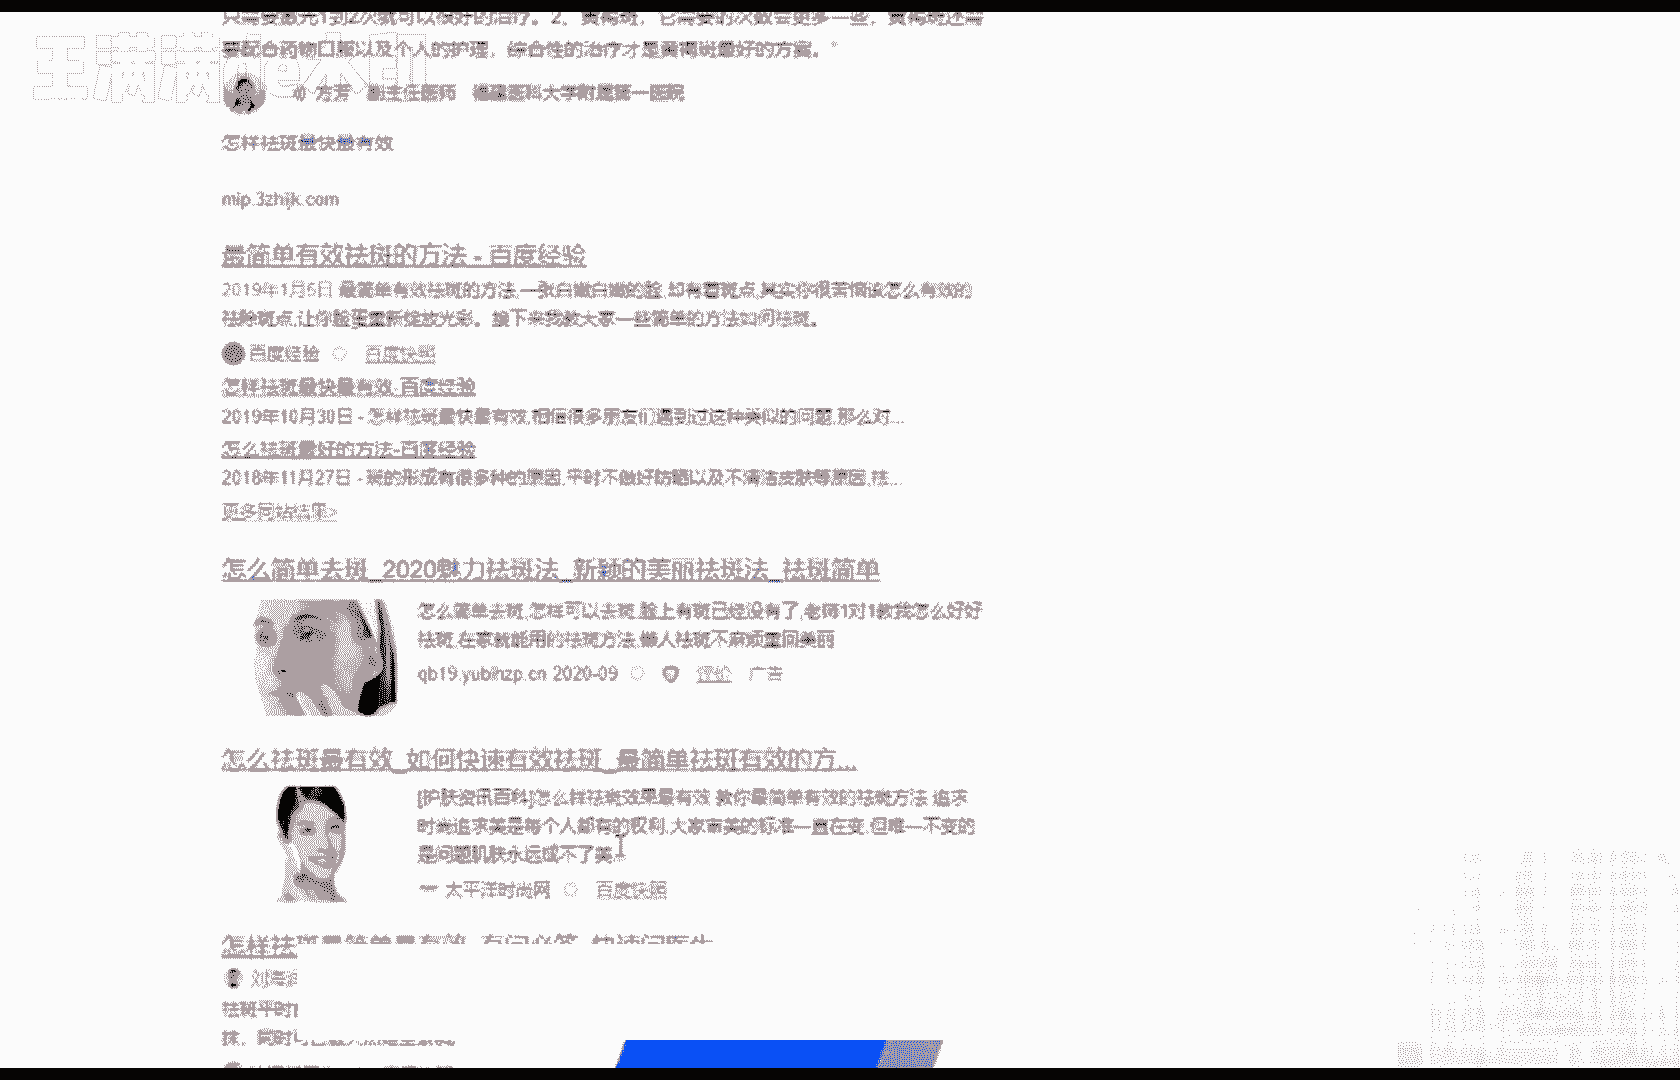 只需要激光1到2次就可以很好的治疗。2、黄褐斑，它需要的次数会更多一些，黄褐斑还需
要配合药物口服以及个人的护理，综合性的治疗才是黄褐斑最好的方案。"
王满满de水印
方芳 副主任医师 福建医科大学附属第一医院
怎样祛斑最快最有效
mip.3zhijk.com
最简单有效祛斑的方法 - 百度经验
2019年1月6日 最简单有效祛斑的方法,一张白嫩白嫩的脸,却有着斑点,其实你很苦恼该怎么有效的
祛除斑点,让你脸蛋重新绽放光彩。接下来我教大家一些简单的方法如何祛斑。
百度经验 百度快照
怎样祛斑最快最有效-百度经验
2019年10月30日 - 怎样祛斑最快最有效,相信很多朋友们遇到过这种类似的问题,那么对...
怎么祛斑最好的方法-百度经验
2018年11月27日 - 斑的形成有很多种的原因,平时不做好防晒以及不清洁皮肤等原因,祛...
更多同站结果>
怎么简单去斑_2020魅力祛斑法_新颖的美丽祛斑法_祛斑简单
怎么简单去斑,怎样可以去斑,脸上有斑已经没有了,老师1对1教我怎么好好
祛斑,在家就能用的祛斑方法,懒人祛斑不麻烦重回美丽
qb19.yubihzp.cn 2020-09 评价 广告
怎么祛斑最有效_如何快速有效祛斑_最简单祛斑有效的方...
[护肤资讯百科]怎么样祛斑效果最有效 教你最简单有效的祛斑方法 追求
时尚追求美是每个人都有的权利,大家审美的标准一直在变,但唯一不变的
是问题肌肤永远成不了美
太平洋时尚网 百度快照
怎样祛斑最简单最有效_有问必答_快速问医生
祛斑平时